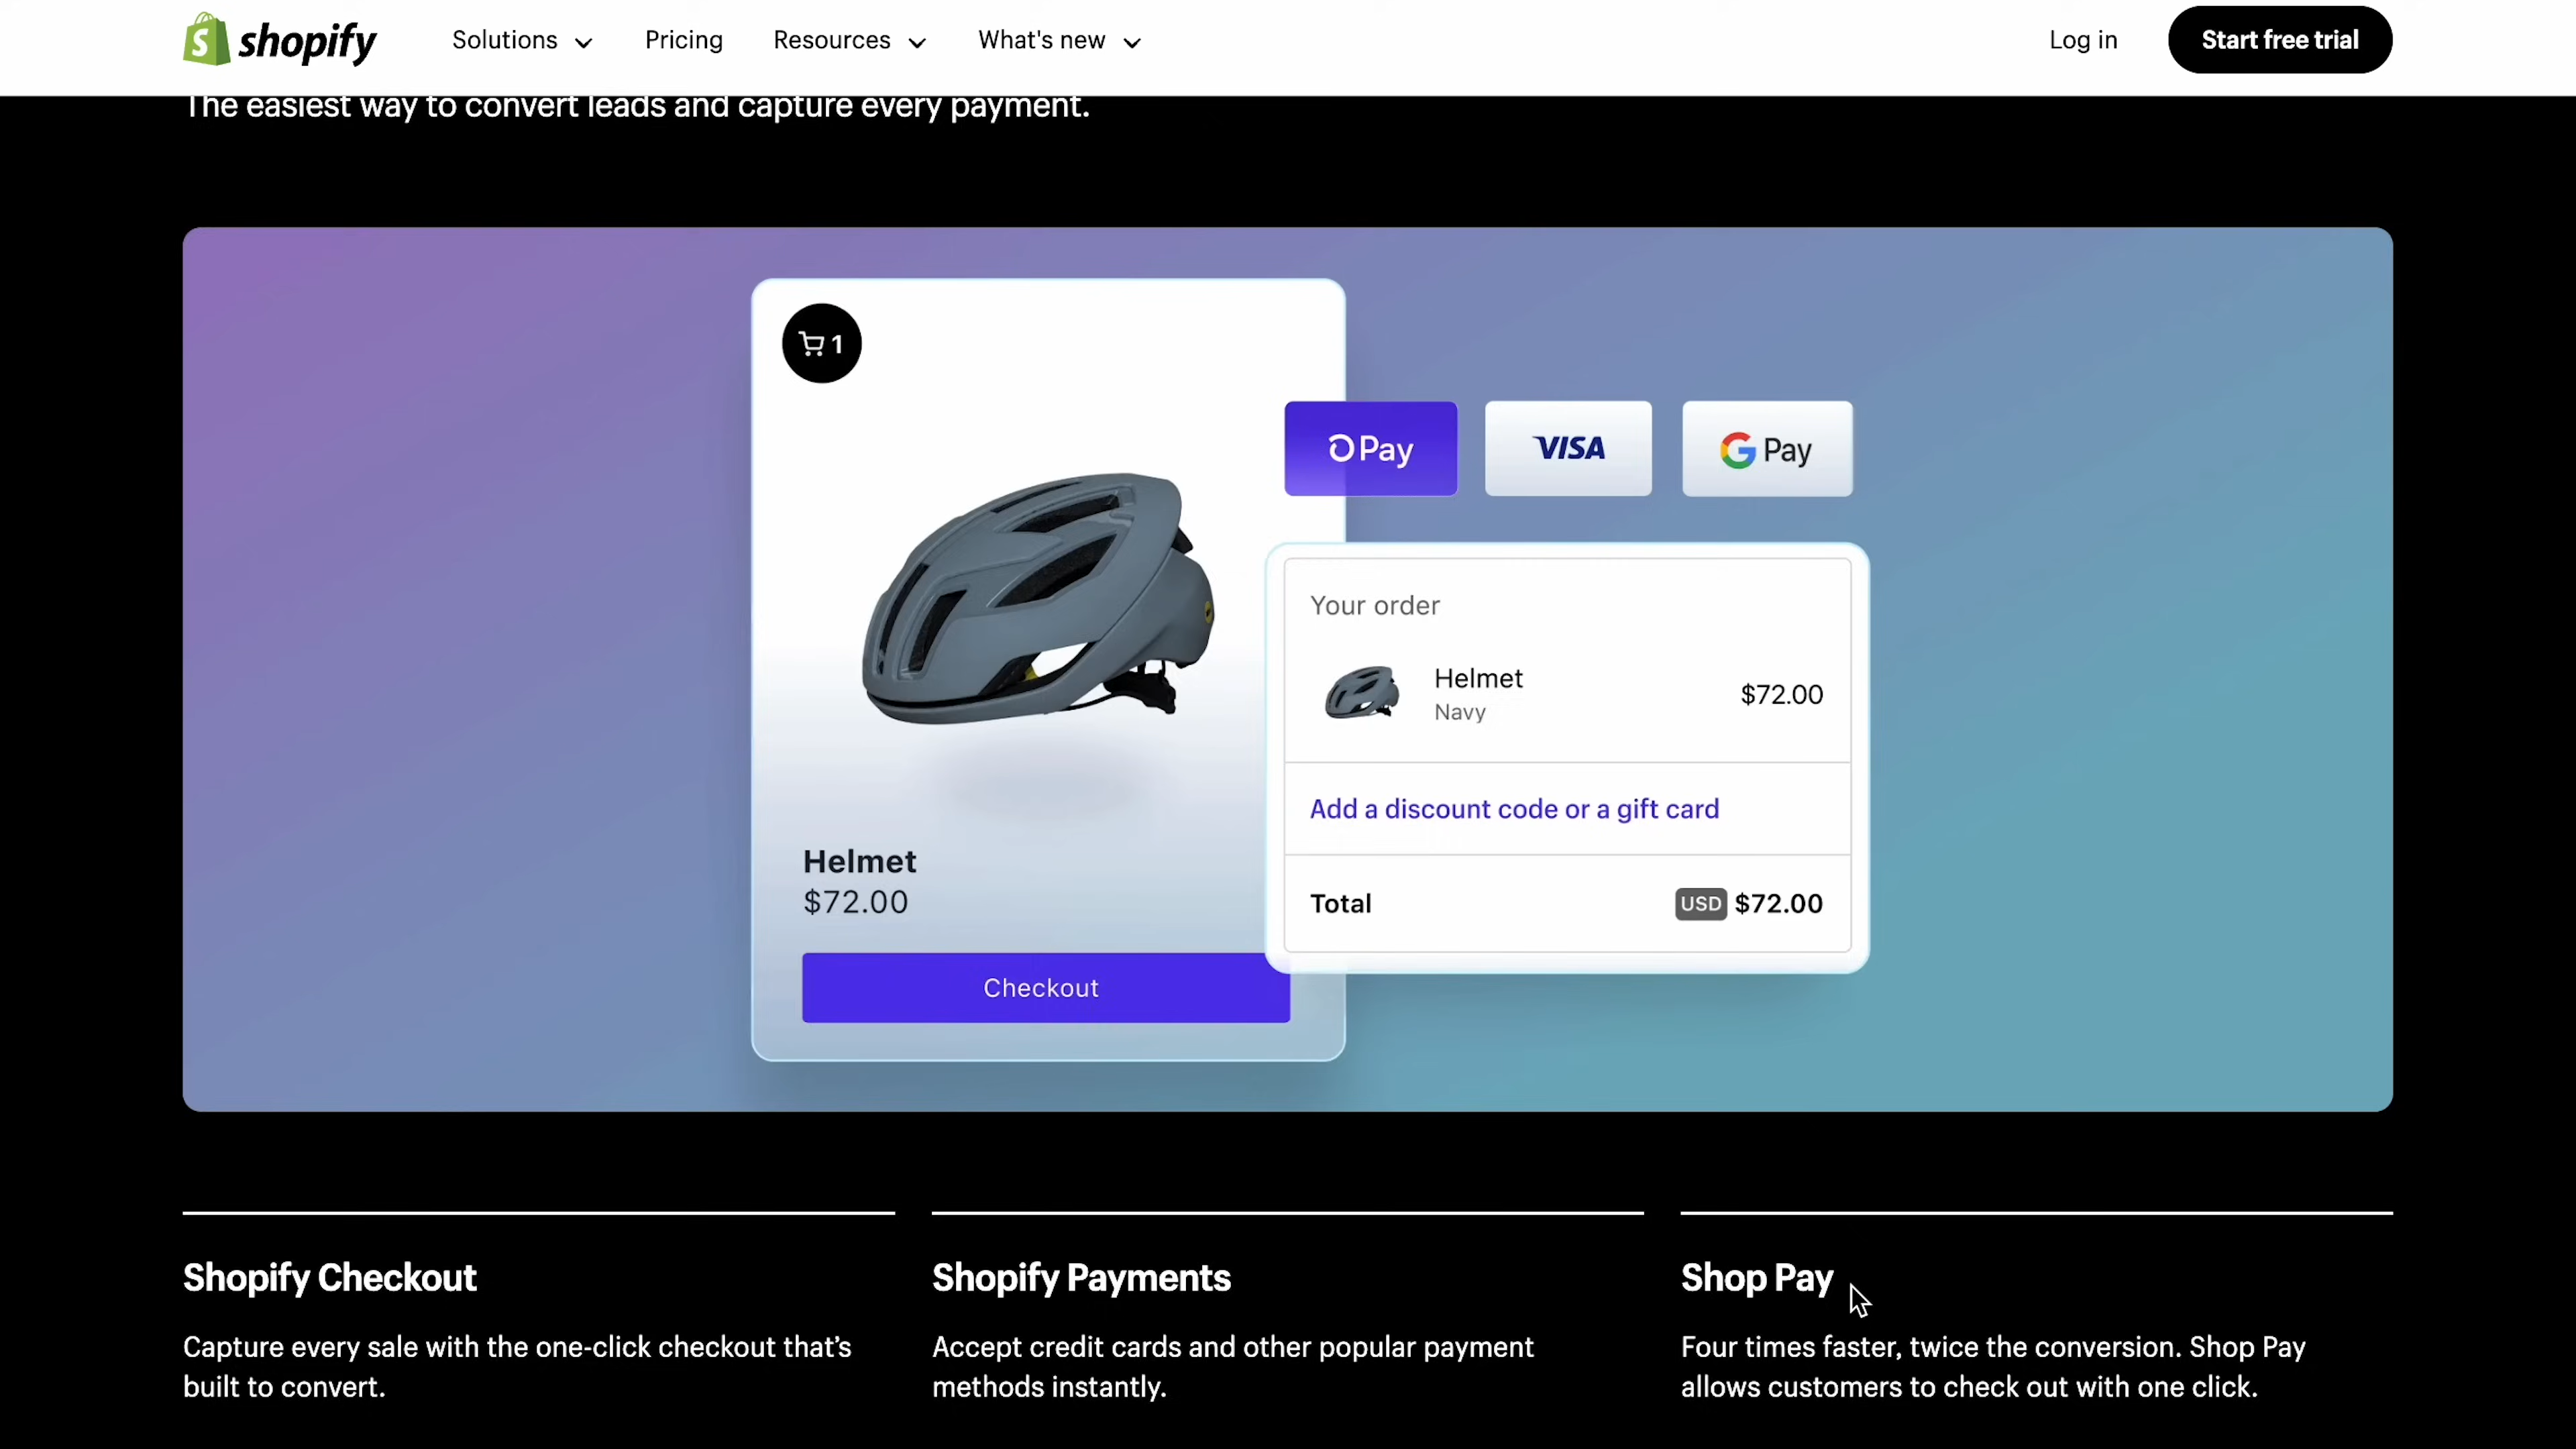 shopify
Solutions
Pricing
Resources
What's new
Log in
Start free trial
The easiest way to convert leads and capture every payment.
1
Pay
VISA
G Pay
Your order
Helmet
Navy
$72.00
Add a discount code or a gift card
Total
USD $72.00
Helmet
$72.00
Checkout
Shopify Checkout
Capture every sale with the one-click checkout that’s
built to convert.
Shopify Payments
Accept credit cards and other popular payment
methods instantly.
Shop Pay
Four times faster, twice the conversion. Shop Pay
allows customers to check out with one click.